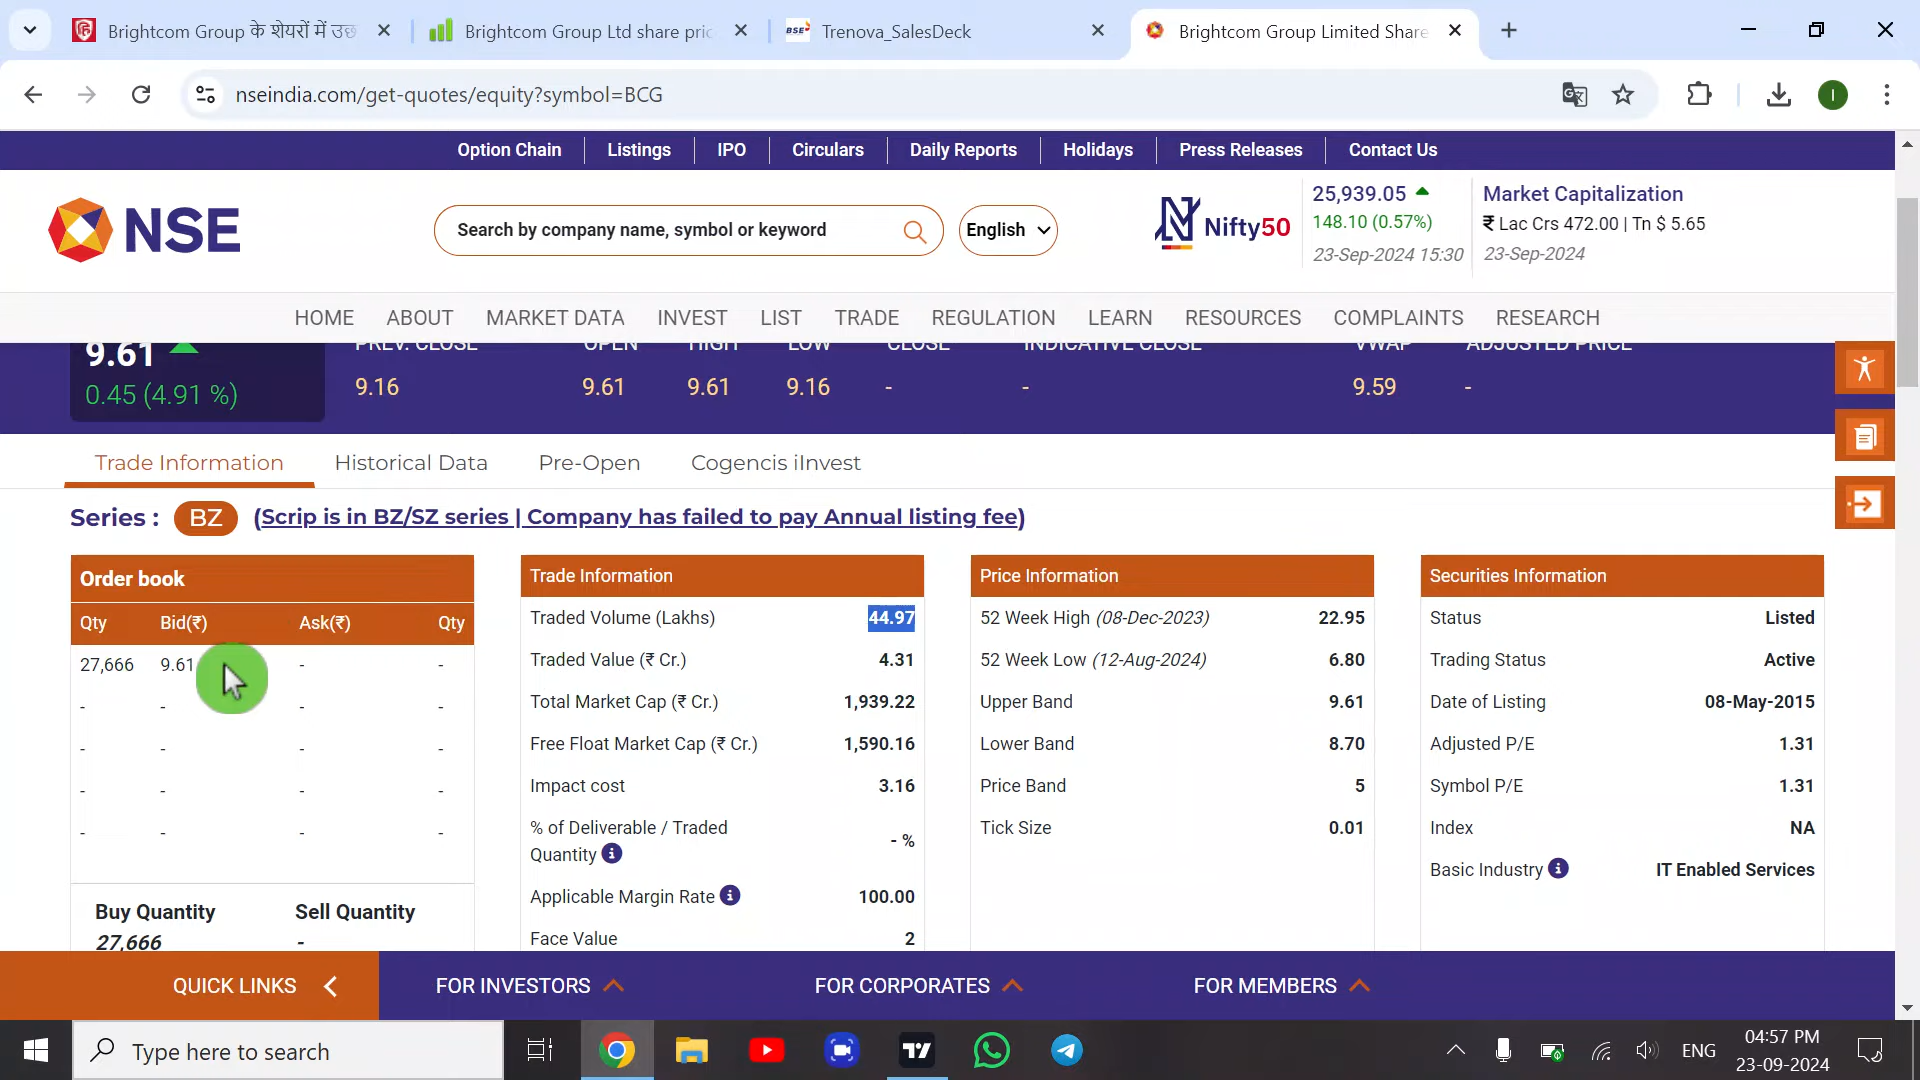 Brightcom Group के शेयरों में उछ
Brightcom Group Ltd share pric
BSE
Trenova_SalesDeck
Brightcom Group Limited Share
nseindia.com/get-quotes/equity?symbol=BCG
I
Option Chain
Listings
IPO
Circulars
Daily Reports
Holidays
Press Releases
Contact Us
NSE
Search by company name, symbol or keyword
English
Nifty50
25,939.05
148.10 (0.57%)
23-Sep-2024 15:30
Market Capitalization
₹ Lac Crs 472.00 | Tn $ 5.65
23-Sep-2024
HOME
ABOUT
MARKET DATA
INVEST
LIST
TRADE
REGULATION
LEARN
RESOURCES
COMPLAINTS
RESEARCH
9.61
0.45 (4.91 %)
PREV. CLOSE OPEN HIGH LOW CLOSE INDICATIVE CLOSE VWAP ADJUSTED PRICE
9.16 9.61 9.61 9.16 - - 9.59 -
Trade Information
Historical Data
Pre-Open
Cogencis iInvest
Series : BZ (Scrip is in BZ/SZ series | Company has failed to pay Annual listing fee)
Order book
Qty Bid(₹) Ask(₹) Qty
27,666 9.61 - -
- - - -
- - - -
- - - -
- - - -
Buy Quantity Sell Quantity
27,666 -
Trade Information
Traded Volume (Lakhs) 44.97
Traded Value (₹ Cr.) 4.31
Total Market Cap (₹ Cr.) 1,939.22
Free Float Market Cap (₹ Cr.) 1,590.16
Impact cost 3.16
% of Deliverable / Traded
Quantity - %
Applicable Margin Rate 100.00
Face Value 2
Price Information
52 Week High (08-Dec-2023) 22.95
52 Week Low (12-Aug-2024) 6.80
Upper Band 9.61
Lower Band 8.70
Price Band 5
Tick Size 0.01
Securities Information
Status Listed
Trading Status Active
Date of Listing 08-May-2015
Adjusted P/E 1.31
Symbol P/E 1.31
Index NA
Basic Industry IT Enabled Services
QUICK LINKS
FOR INVESTORS
FOR CORPORATES
FOR MEMBERS
Type here to search
ENG
04:57 PM
23-09-2024